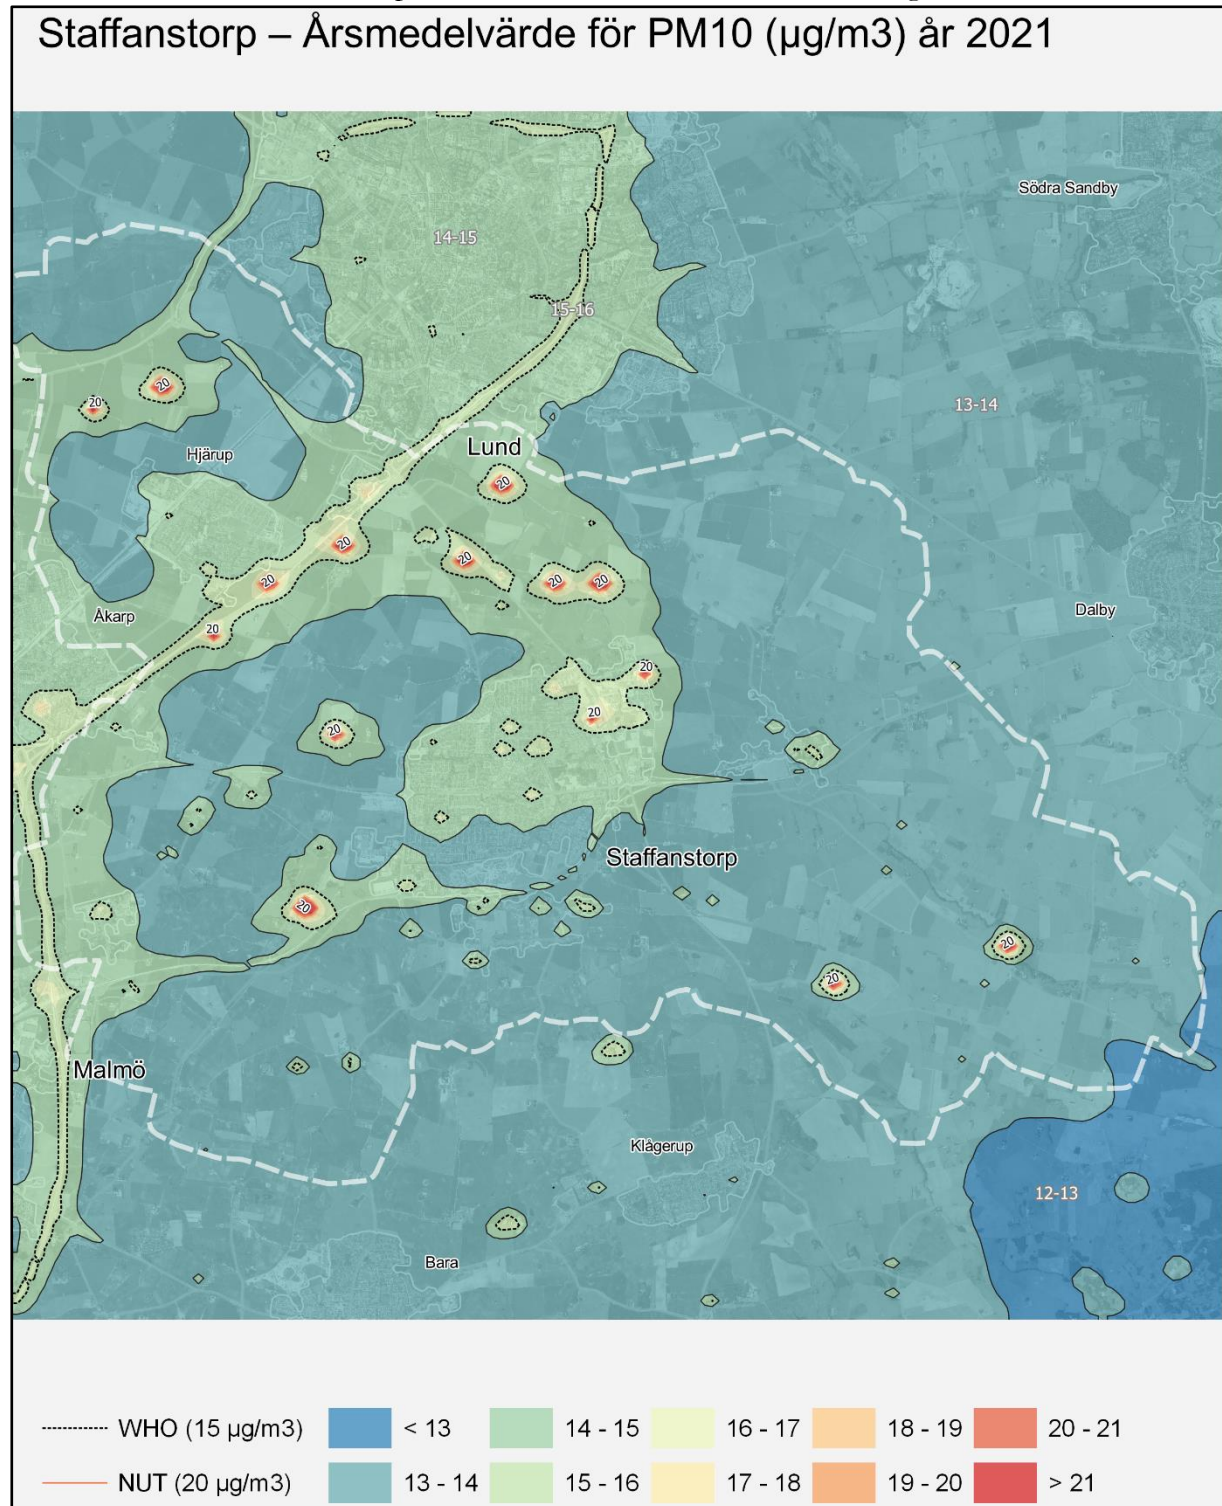 Staffanstorp – Årsmedelvärde för PM10 (µg/m3) år 2021
Södra Sandby
14-15
15-16
20
20
13-14
Lund
Hjärup
20
20
20
20
20
20
Dalby
Åkarp
20
20
20
20
Staffanstorp
20
20
20
Malmö
Klågerup
12-13
Bara
WHO (15 µg/m3)
< 13
14 - 15
16 - 17
18 - 19
20 - 21
NUT (20 µg/m3)
13 - 14
15 - 16
17 - 18
19 - 20
> 21